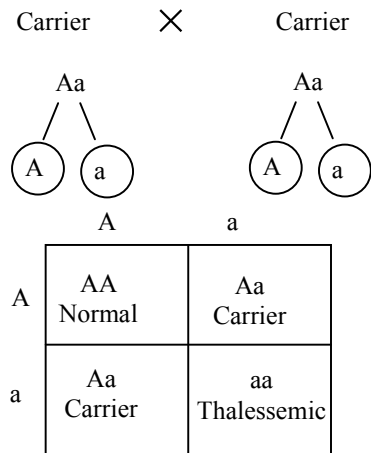 Carrier × Carrier
Aa Aa
A a A a
A a
A AA Aa
Normal Carrier
a Aa aa
Carrier Thalessemic